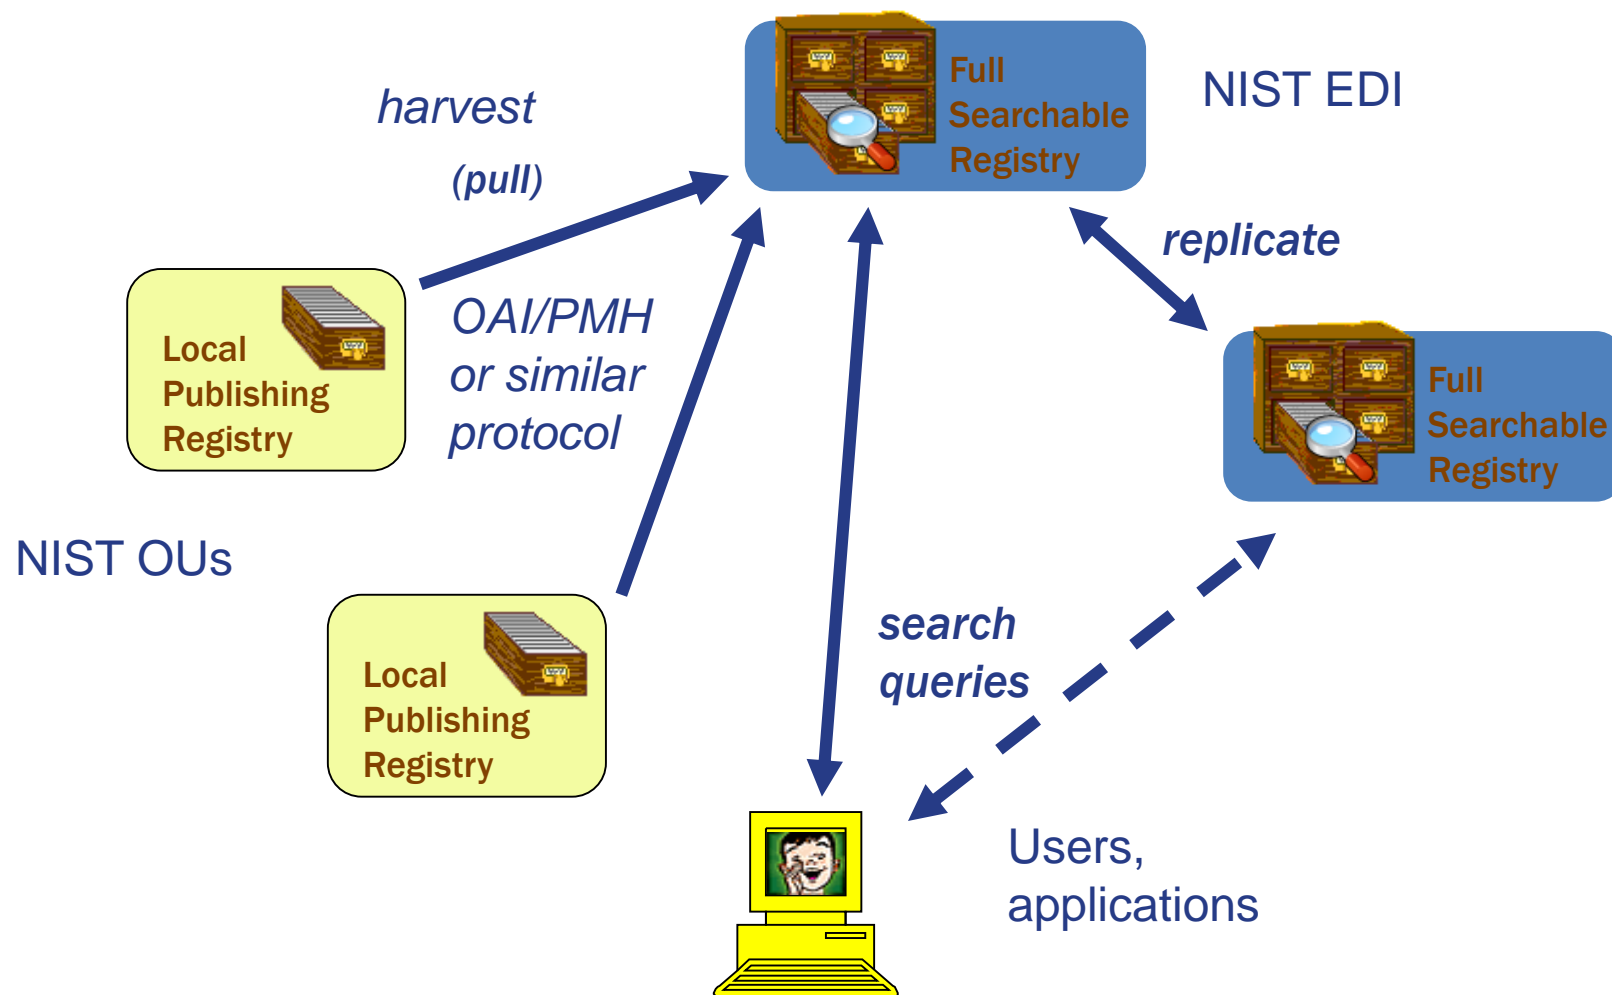 harvest
(pull)
Full
Searchable
Registry
NIST EDI
replicate
Local
Publishing
Registry
OAI/PMH
or similar
protocol
Full
Searchable
Registry
NIST OUs
Local
Publishing
Registry
search
queries
Users,
applications